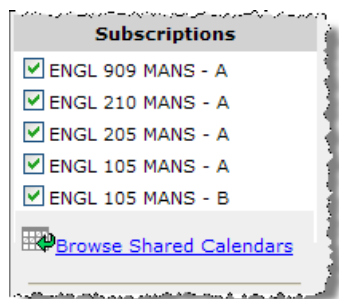 Subscriptions
ENGL 909 MANS - A
ENGL 210 MANS - A
ENGL 205 MANS - A
ENGL 105 MANS - A
ENGL 105 MANS - B
Browse Shared Calendars